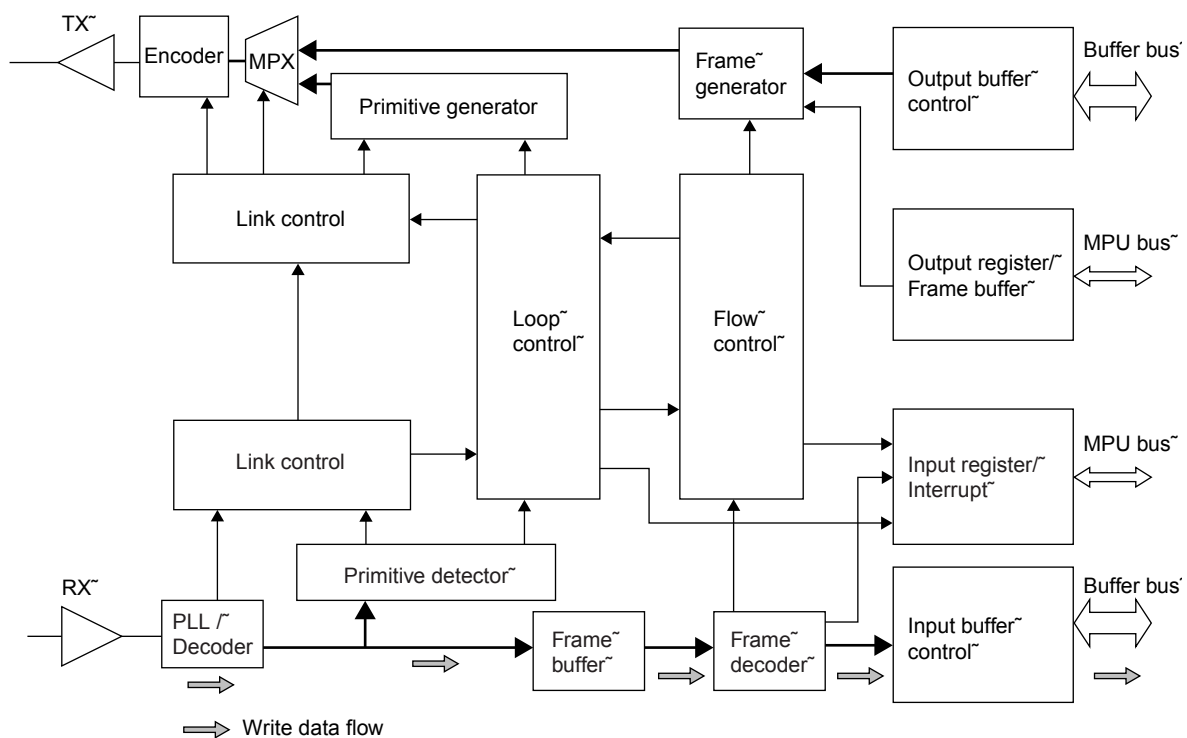 TX˜
Encoder
MPX
Frame˜
generator
Output buffer˜
control˜
Buffer bus˜
Primitive generator
Link control
Output register/˜
Frame buffer˜
MPU bus˜
Loop˜
control˜
Flow˜
control˜
Link control
Input register/˜
Interrupt˜
MPU bus˜
Primitive detector˜
RX˜
PLL /˜
Decoder
Frame˜
buffer˜
Frame˜
decoder˜
Input buffer˜
control˜
Buffer bus˜
Write data flow